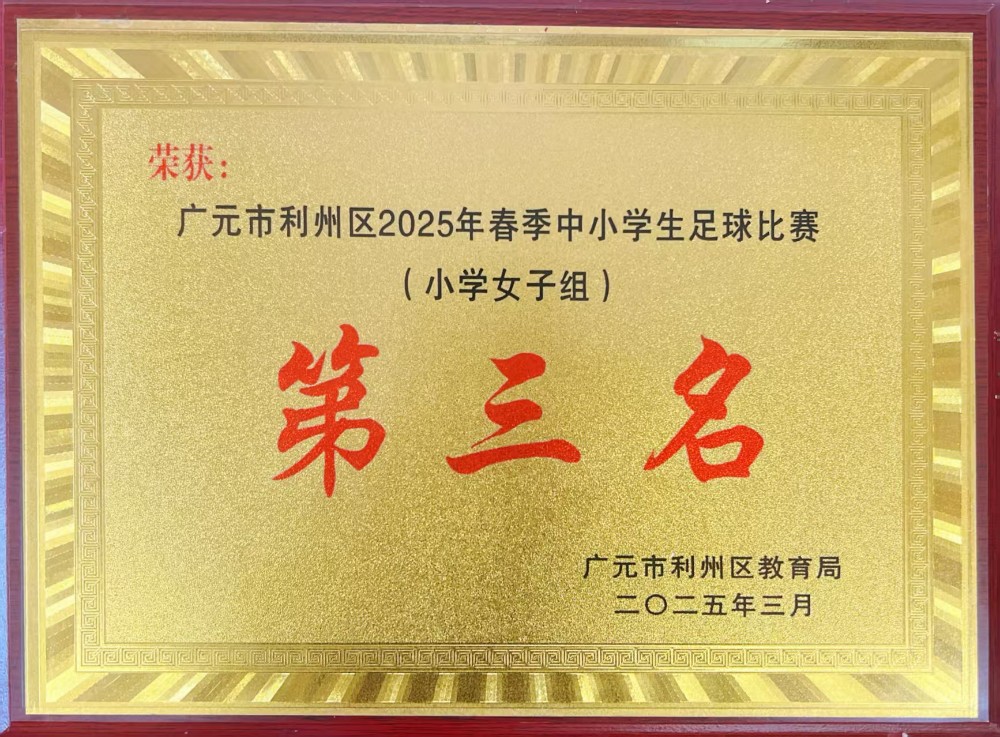 荣获：
广元市利州区2025年春季中小学生足球比赛
（小学女子组）
第三名
广元市利州区教育局
二〇二五年三月